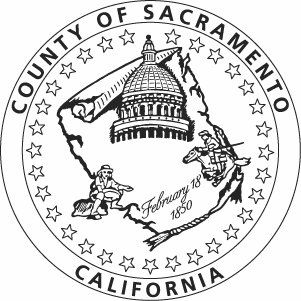 COUNTY OF SACRAMENTO
February 18
1850
CALIFORNIA